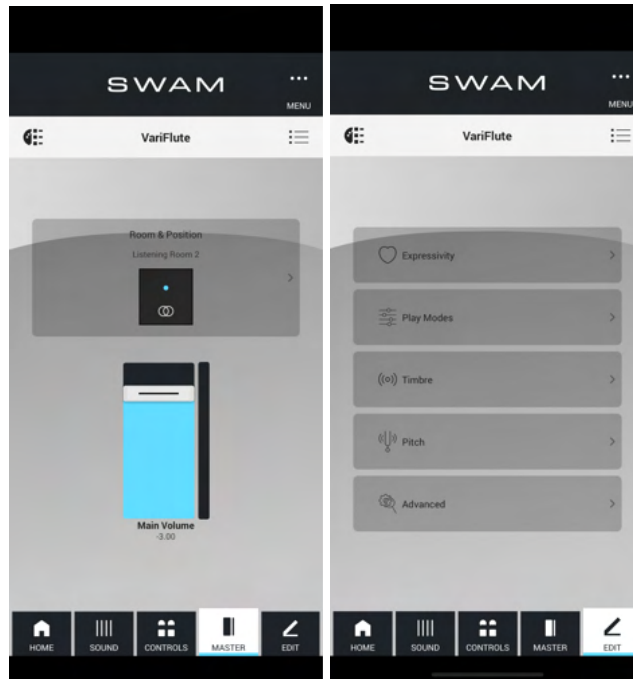 SWAM
MENU
VariFlute
Room & Position
Listening Room 2
Main Volume
-3.00
HOME
SOUND
CONTROLS
MASTER
EDIT
SWAM
MENU
VariFlute
Expressivity
Play Modes
Timbre
Pitch
Advanced
HOME
SOUND
CONTROLS
MASTER
EDIT